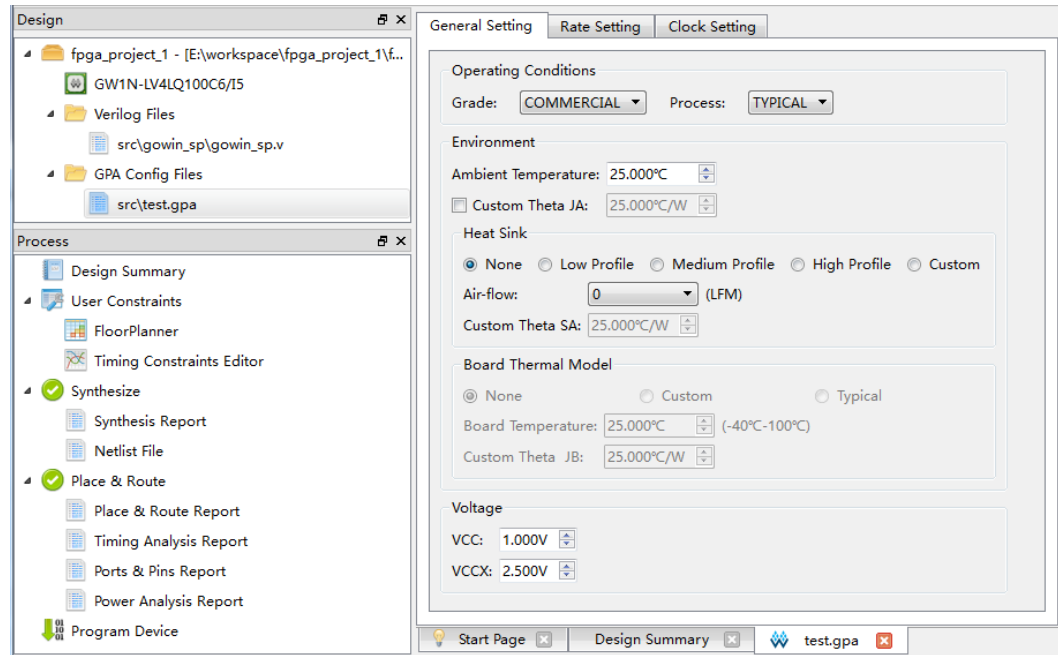 Design
fpga_project_1 - [E:\workspace\fpga_project_1\f...
GW1N-LV4LQ100C6/I5
Verilog Files
src\gowin_sp\gowin_sp.v
GPA Config Files
src\test.gpa
Process
Design Summary
User Constraints
FloorPlanner
Timing Constraints Editor
Synthesize
Synthesis Report
Netlist File
Place & Route
Place & Route Report
Timing Analysis Report
Ports & Pins Report
Power Analysis Report
Program Device
General Setting Rate Setting Clock Setting
Operating Conditions
Grade: COMMERCIAL Process: TYPICAL
Environment
Ambient Temperature: 25.000℃
Custom Theta JA: 25.000℃/W
Heat Sink
None Low Profile Medium Profile High Profile Custom
Air-flow: 0 (LFM)
Custom Theta SA: 25.000℃/W
Board Thermal Model
None Custom Typical
Board Temperature: 25.000℃ (-40℃-100℃)
Custom Theta JB: 25.000℃/W
Voltage
VCC: 1.000V
VCCX: 2.500V
Start Page Design Summary test.gpa